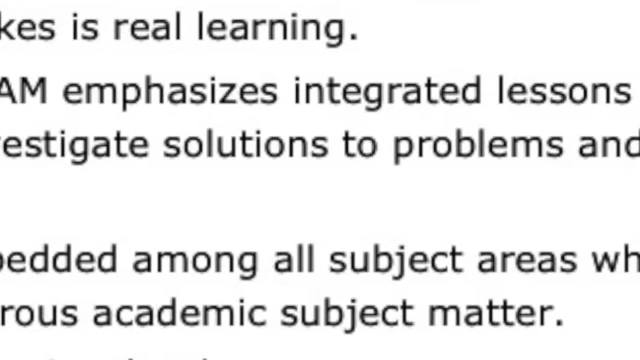 kes is real learning.
AM emphasizes integrated lessons
estigate solutions to problems and
bedded among all subject areas wh
rous academic subject matter.